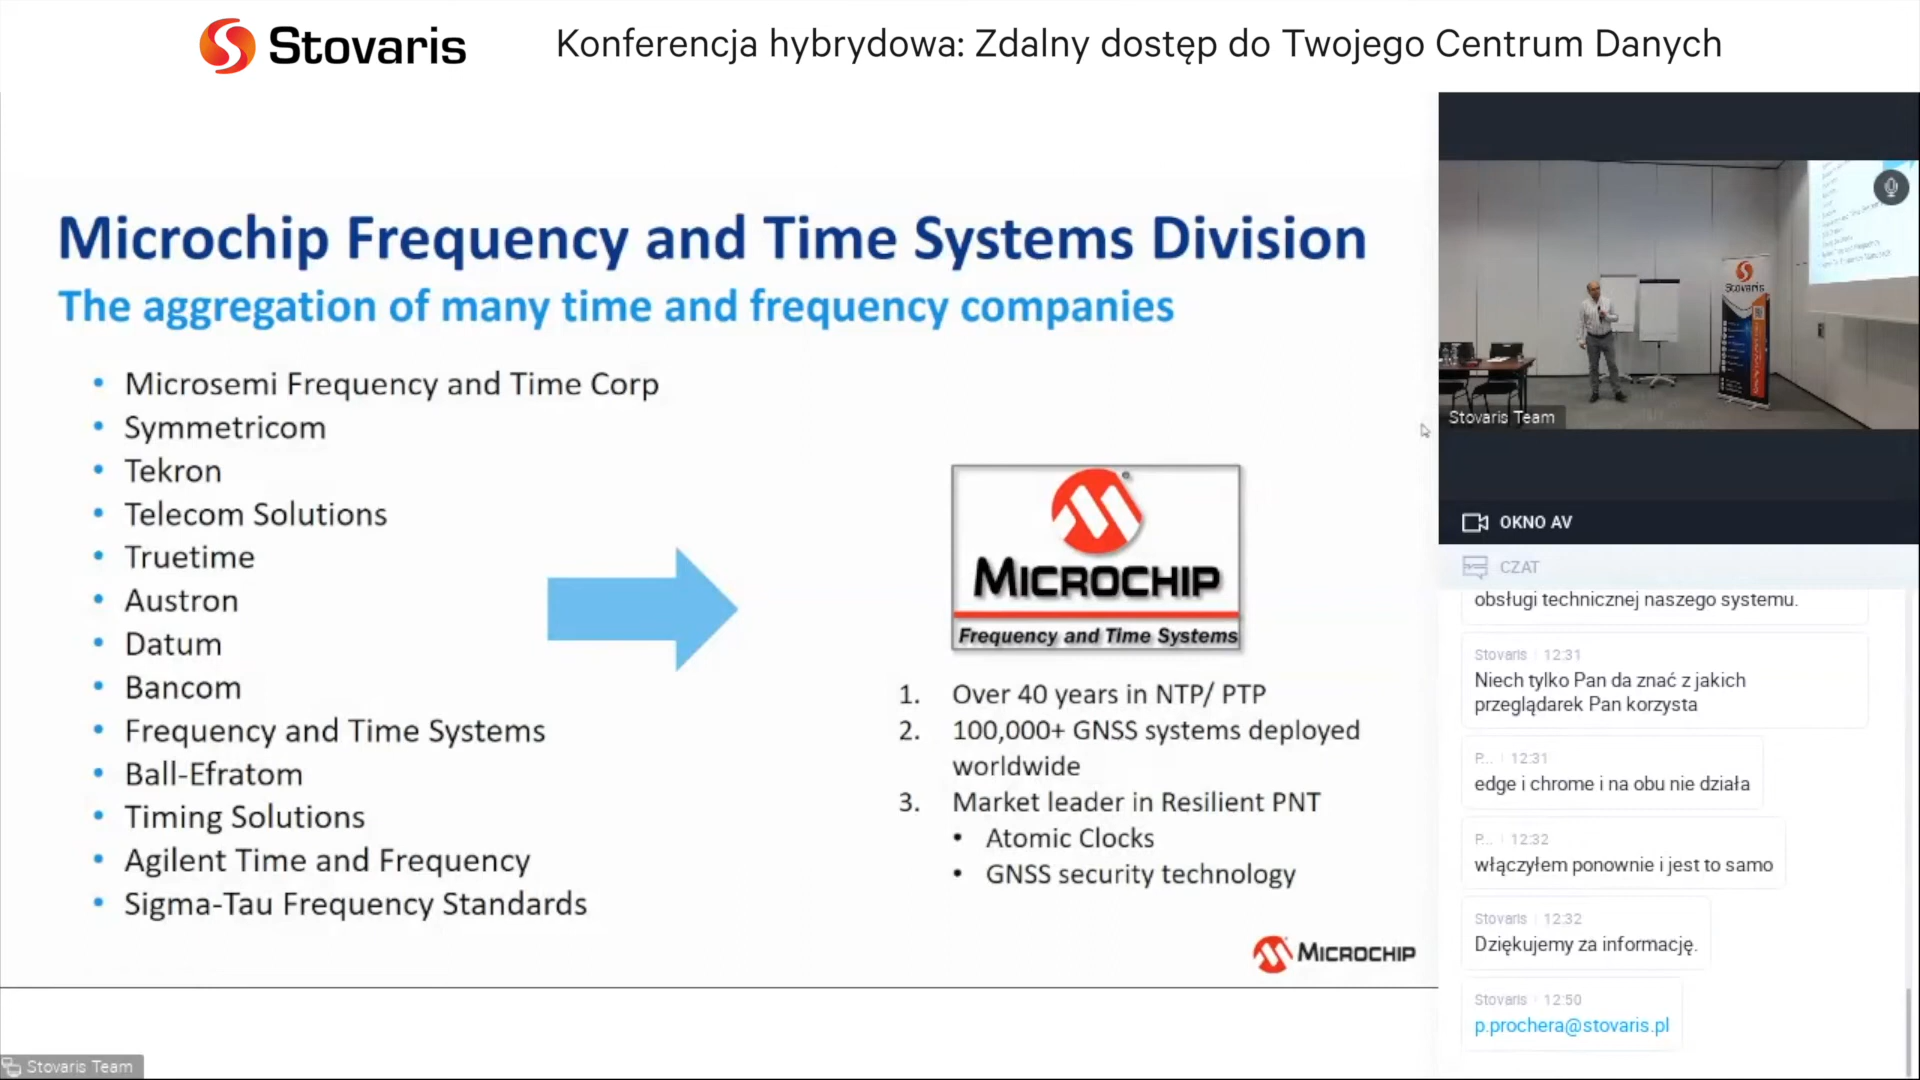 Stovaris
Konferencja hybrydowa: Zdalny dostęp do Twojego Centrum Danych
Microchip Frequency and Time Systems Division
The aggregation of many time and frequency companies
• Microsemi Frequency and Time Corp
• Symmetricom
• Tekron
• Telecom Solutions
• Truetime
• Austron
• Datum
• Bancom
• Frequency and Time Systems
• Ball-Efratom
• Timing Solutions
• Agilent Time and Frequency
• Sigma-Tau Frequency Standards
MICROCHIP
Frequency and Time Systems
1. Over 40 years in NTP/ PTP
2. 100,000+ GNSS systems deployed
worldwide
3. Market leader in Resilient PNT
• Atomic Clocks
• GNSS security technology
MICROCHIP
Stovaris Team
Stovaris
Stovaris Team
OKNO AV
CZAT
obsługi technicznej naszego systemu.
Stovaris 12:31
Niech tylko Pan da znać z jakich
przeglądarek Pan korzysta
P... 12:31
edge i chrome i na obu nie działa
P... 12:32
włączyłem ponownie i jest to samo
Stovaris 12:32
Dziękujemy za informację.
Stovaris 12:50
p.prochera@stovaris.pl